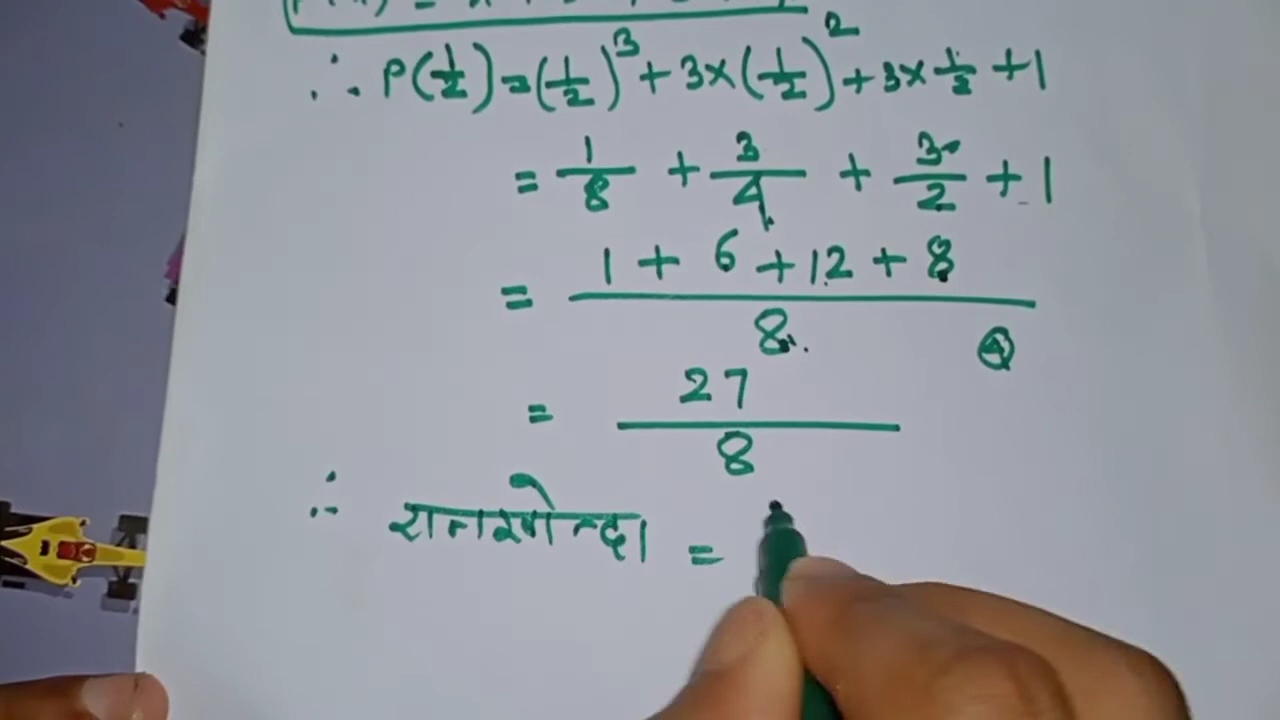 ∴ P(1/2) = (1/2)³ + 3×(1/2)² + 3×1/2 + 1
= 1/8 + 3/4 + 3/2 + 1
= (1 + 6 + 12 + 8)/8
= 27/8
∴ =